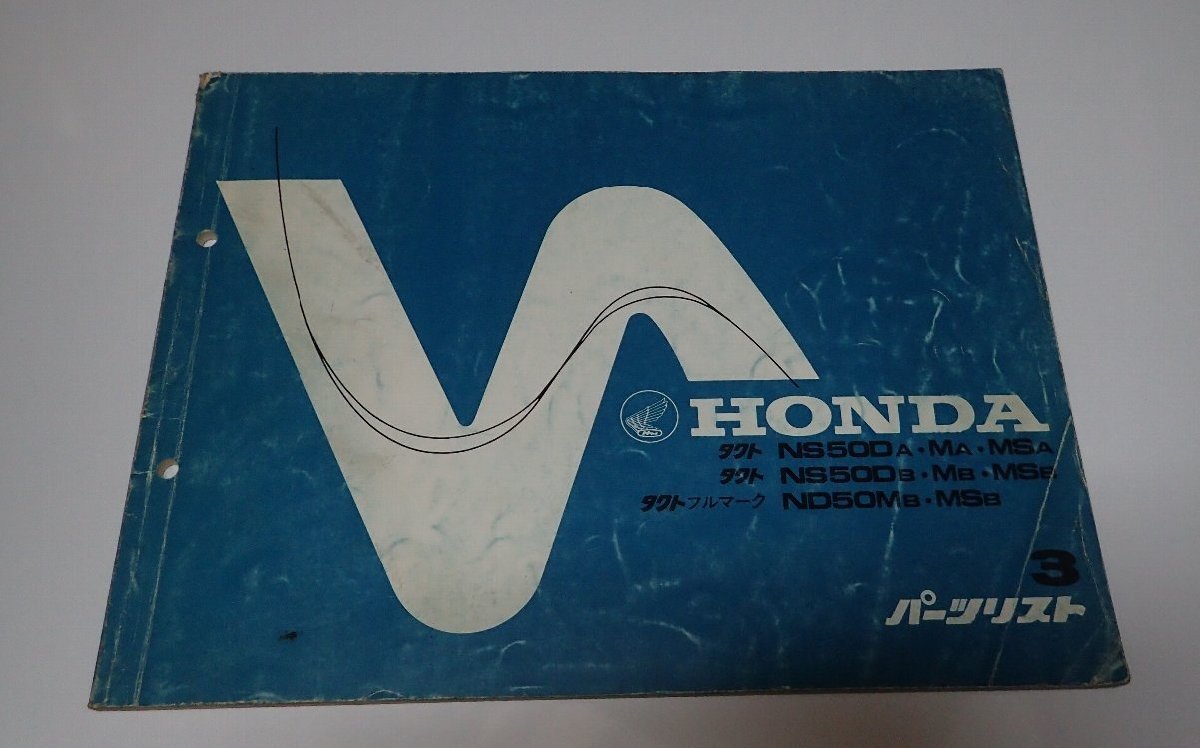 HONDA
タクト NS50DA・MA・MSA
タクト NS50DB・MB・MSB
タクトフルマーク ND50MB・MSB
3
パーツリスト